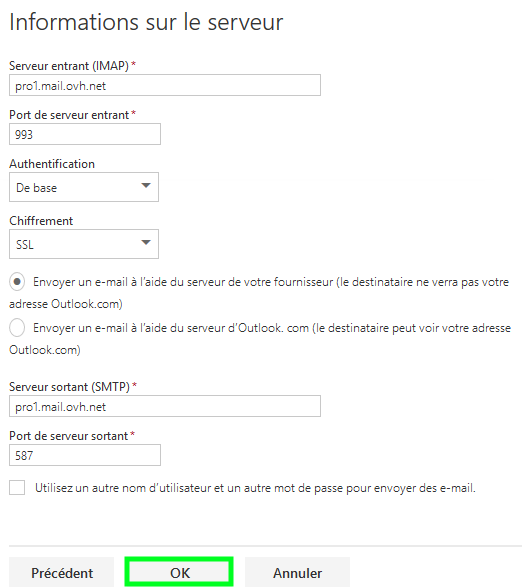 Informations sur le serveur
Serveur entrant (IMAP) *
pro1.mail.ovh.net
Port de serveur entrant *
993
Authentification
De base
Chiffrement
SSL
Envoyer un e-mail à l'aide du serveur de votre fournisseur (le destinataire ne verra pas votre
adresse Outlook.com)
Envoyer un e-mail à l'aide du serveur d'Outlook. com (le destinataire peut voir votre adresse
Outlook.com)
Serveur sortant (SMTP) *
pro1.mail.ovh.net
Port de serveur sortant *
587
Utilisez un autre nom d'utilisateur et un autre mot de passe pour envoyer des e-mail.
Précédent OK Annuler